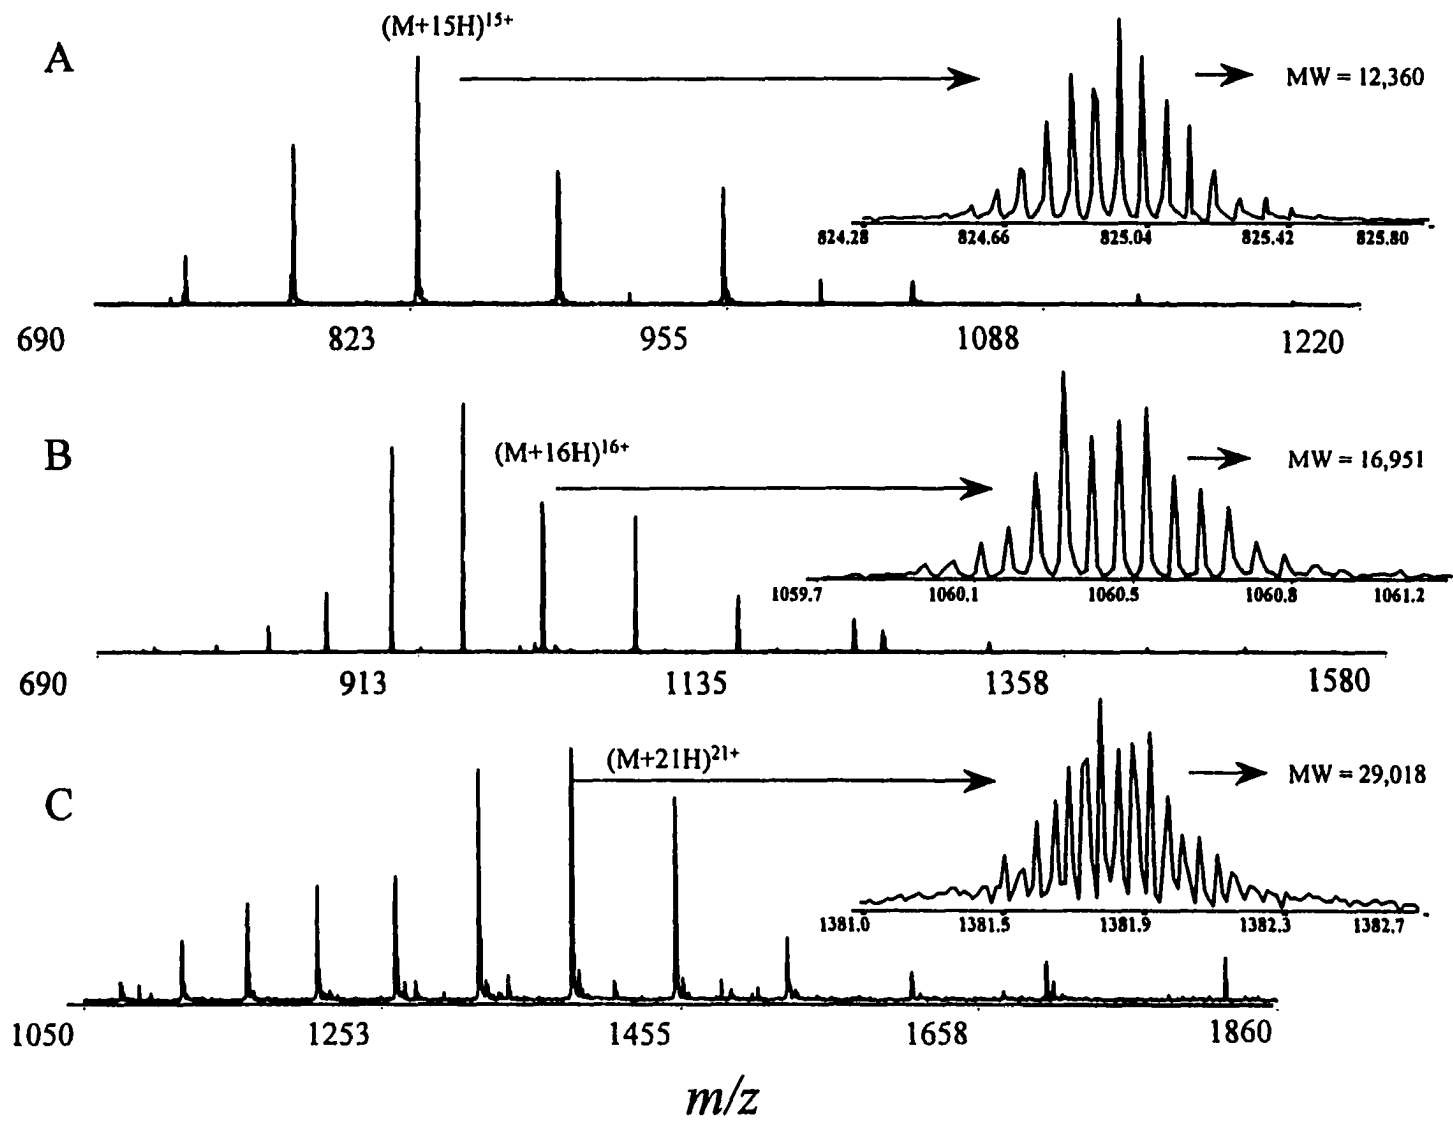 A
(M+15H)15+
MW = 12,360
824.28 824.66 825.04 825.42 825.80
690 823 955 1088 1220
B
(M+16H)16+
MW = 16,951
1059.7 1060.1 1060.5 1060.8 1061.2
690 913 1135 1358 1580
C
(M+21H)21+
MW = 29,018
1381.0 1381.5 1381.9 1382.3 1382.7
1050 1253 1455 1658 1860
m/z